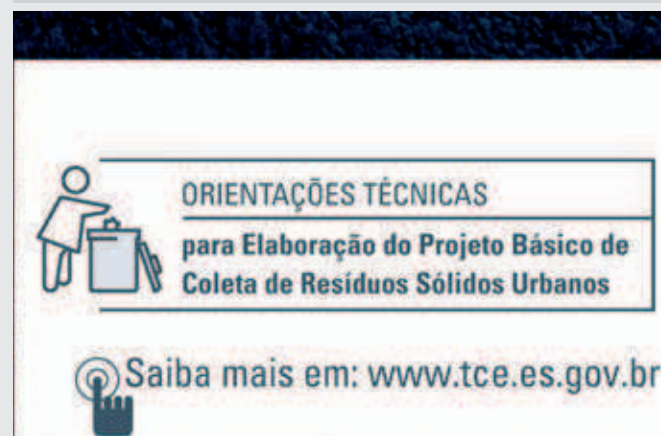 ORIENTAÇÕES TÉCNICAS
para Elaboração do Projeto Básico de
Coleta de Resíduos Sólidos Urbanos
Saiba mais em: www.tce.es.gov.br